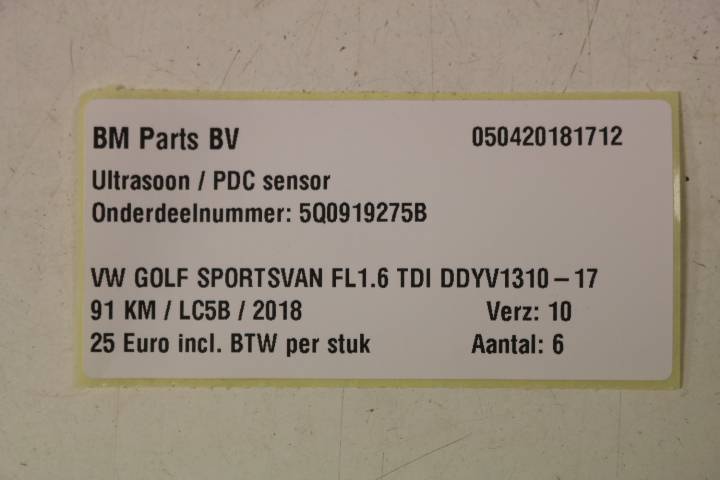 BM Parts BV 050420181712
Ultrasoon / PDC sensor
Onderdeelnummer: 5Q0919275B
VW GOLF SPORTSVAN FL1.6 TDI DDYV1310 – 17
91 KM / LC5B / 2018 Verz: 10
25 Euro incl. BTW per stuk Aantal: 6